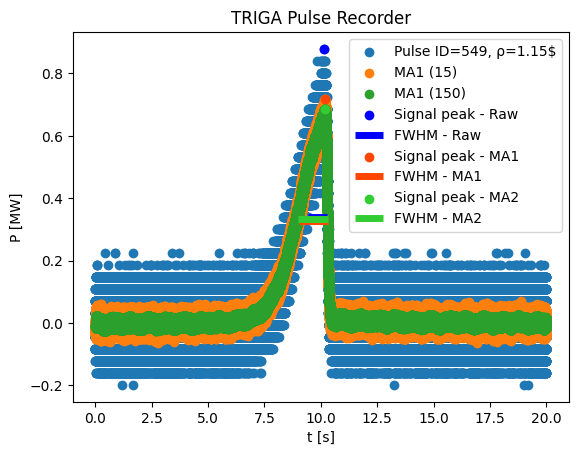 TRIGA Pulse Recorder
Pulse ID=549, ρ=1.15$
MA1 (15)
MA1 (150)
Signal peak - Raw
FWHM - Raw
Signal peak - MA1
FWHM - MA1
Signal peak - MA2
FWHM - MA2
P [MW]
0.8
0.6
0.4
0.2
0.0
−0.2
0.0 2.5 5.0 7.5 10.0 12.5 15.0 17.5 20.0
t [s]